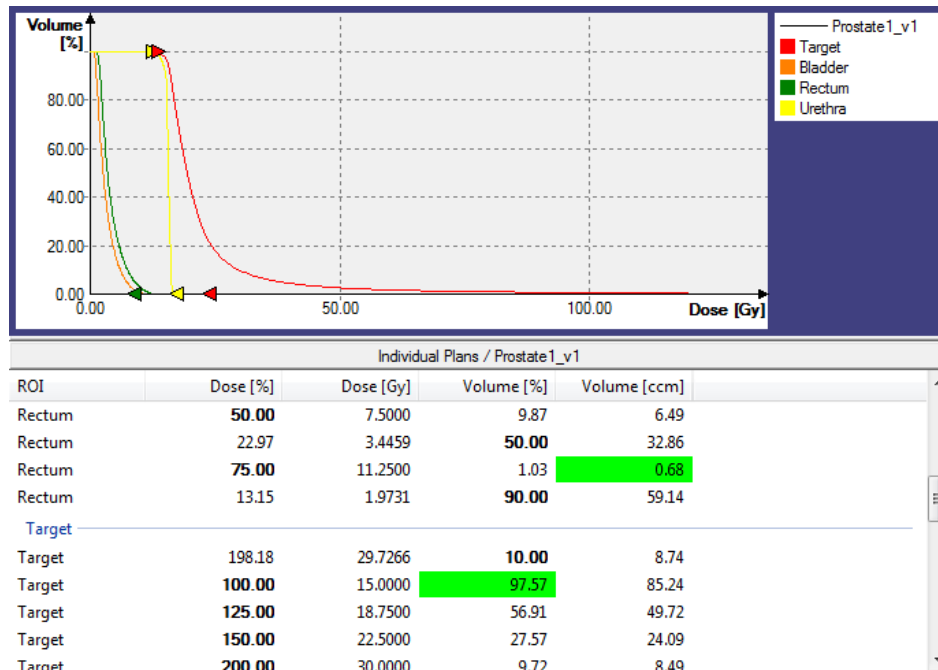 Volume
[%]
Prostate1_v1
Target
Bladder
Rectum
Urethra
80.00
60.00
40.00
20.00
0.00
0.00 50.00 100.00 Dose [Gy]
Individual Plans / Prostate1_v1
ROI Dose [%] Dose [Gy] Volume [%] Volume [ccm]
Rectum 50.00 7.5000 9.87 6.49
Rectum 22.97 3.4459 50.00 32.86
Rectum 75.00 11.2500 1.03 0.68
Rectum 13.15 1.9731 90.00 59.14
Target
Target 198.18 29.7266 10.00 8.74
Target 100.00 15.0000 97.57 85.24
Target 125.00 18.7500 56.91 49.72
Target 150.00 22.5000 27.57 24.09
Target 200.00 30.0000 9.72 8.49